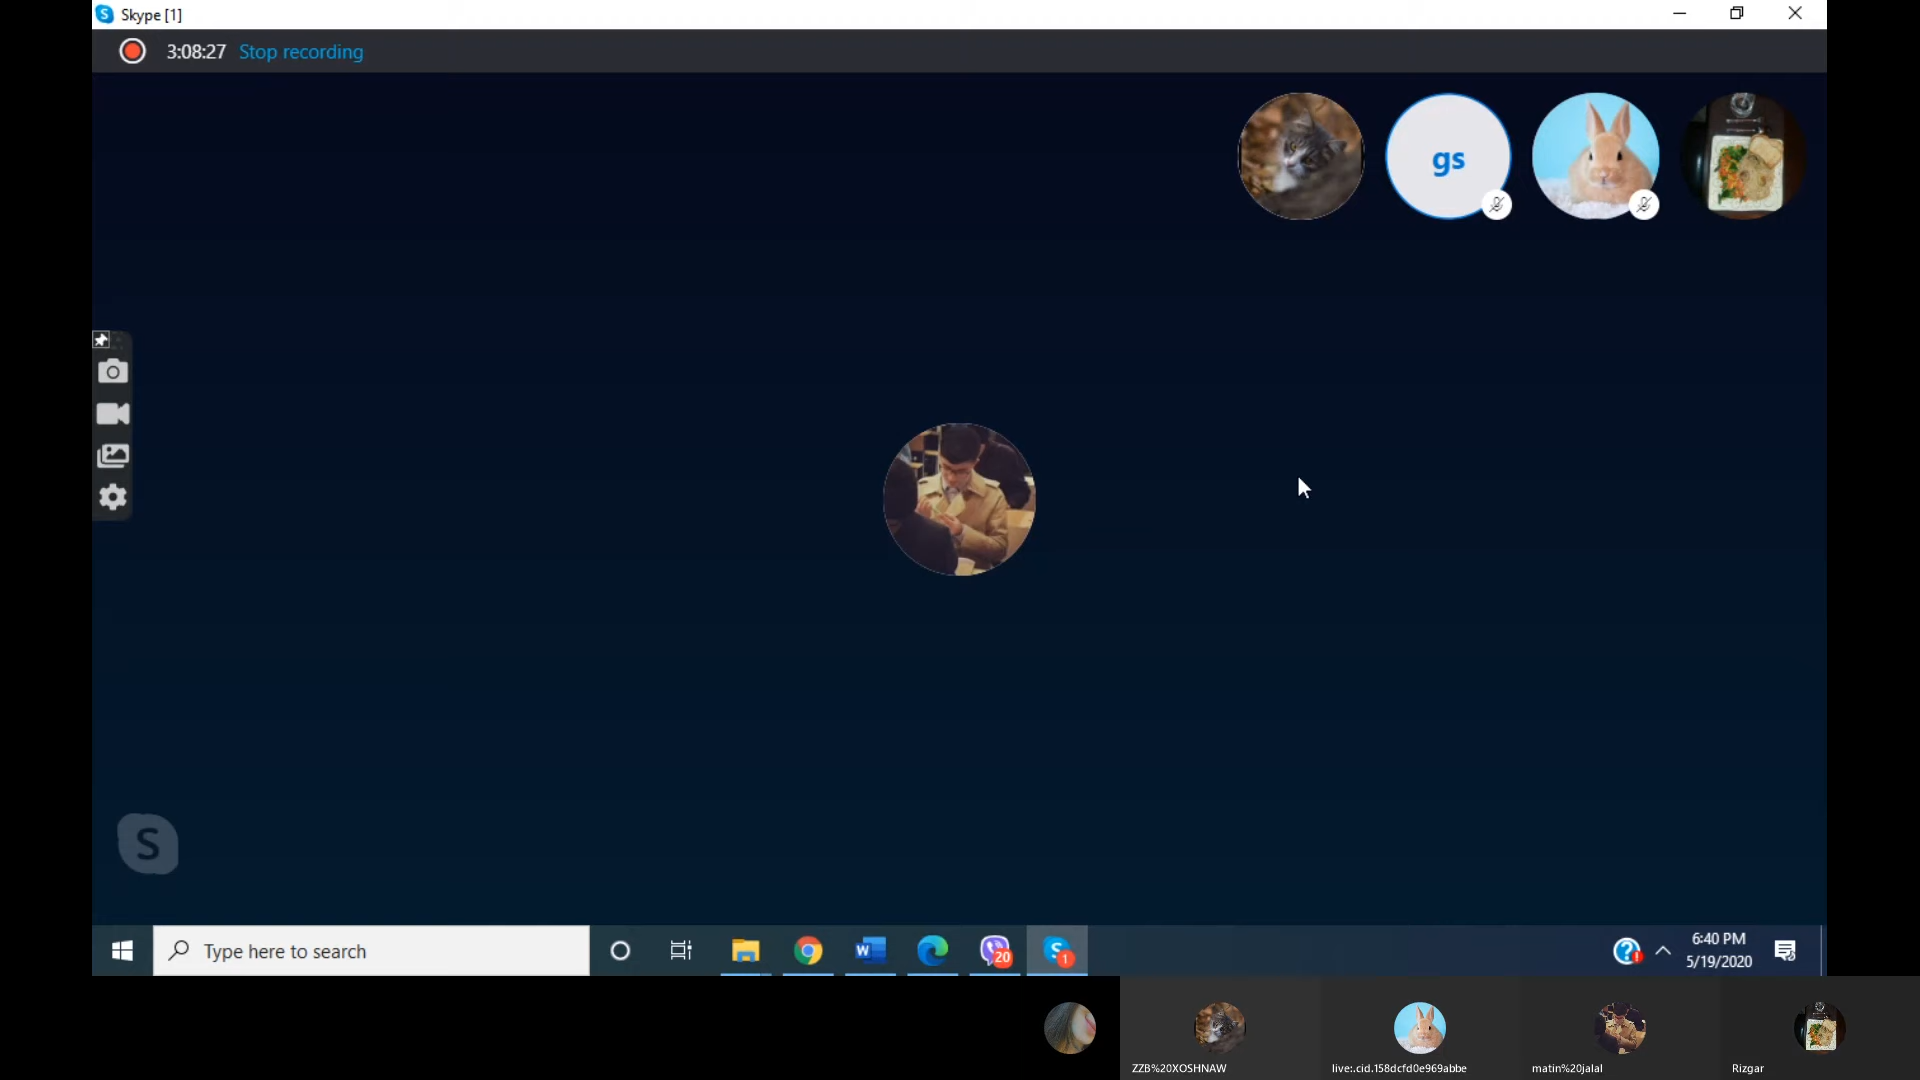 Skype [1]
3:08:27 Stop recording
gs
S
Type here to search
W
20
S
1
6:40 PM
5/19/2020
ZZB%20XOSHNAW
live:.cid.158dcfd0e969abbe
matin%20jalal
Rizgar